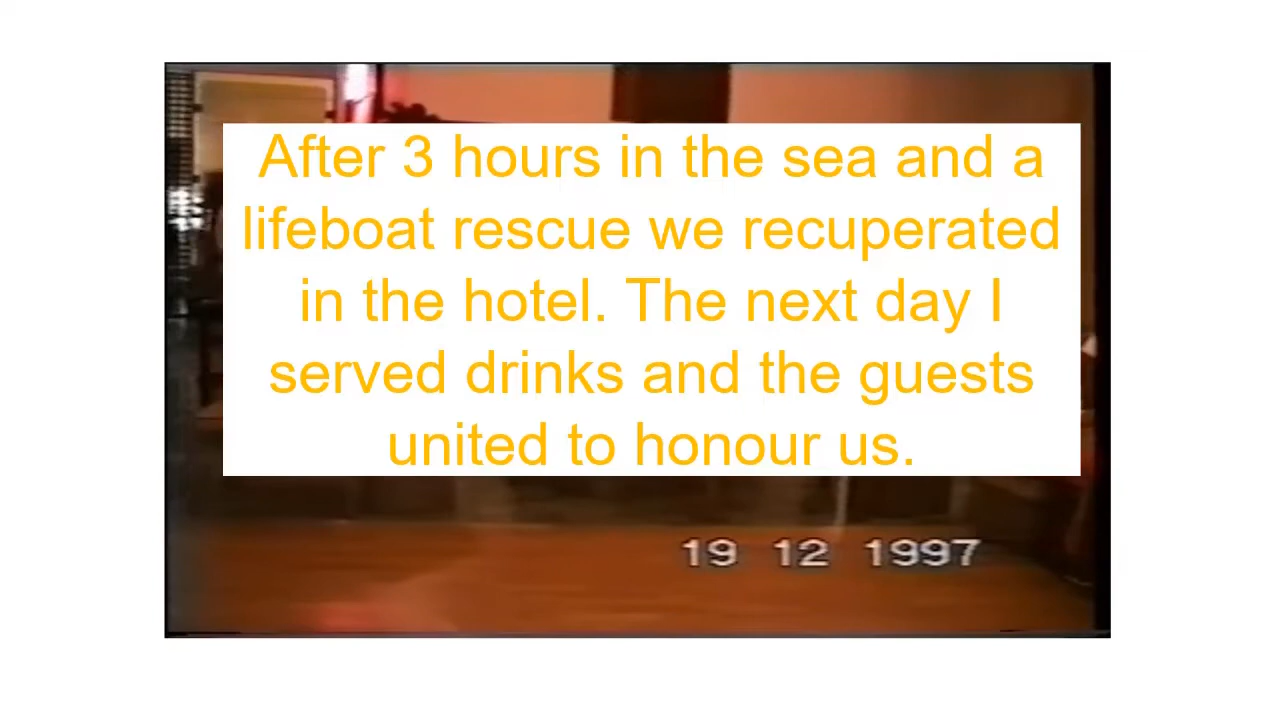 After 3 hours in the sea and a
lifeboat rescue we recuperated
in the hotel. The next day I
served drinks and the guests
united to honour us.
19 12 1997